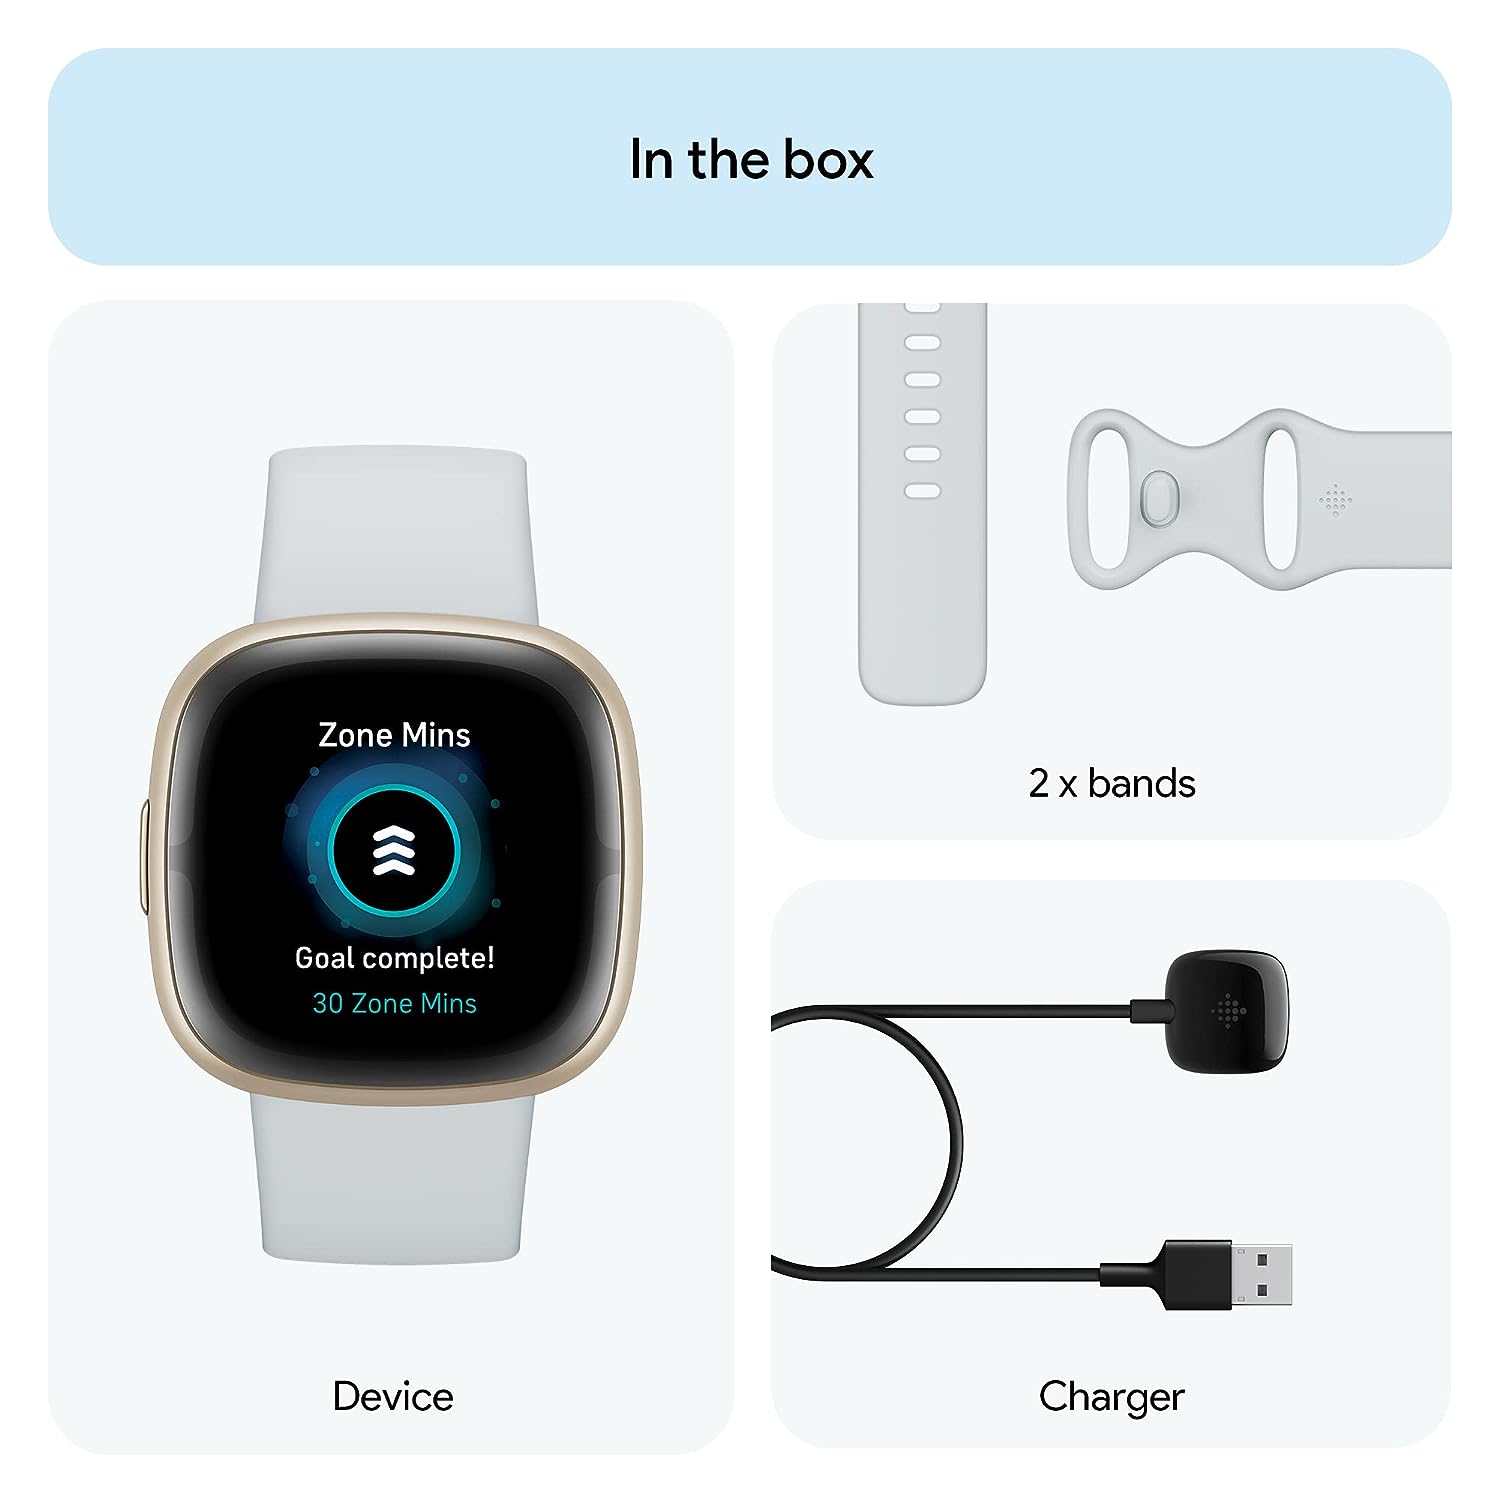 In the box
Zone Mins
Goal complete!
30 Zone Mins
Device
2 x bands
Charger